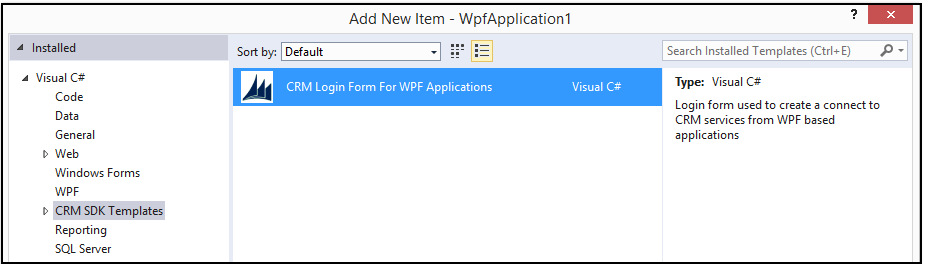 Add New Item - WpfApplication1
? ×
Installed
Sort by: Default
Search Installed Templates (Ctrl+E)
Visual C#
Code
Data
General
Web
Windows Forms
WPF
CRM SDK Templates
Reporting
SQL Server
CRM Login Form For WPF Applications Visual C#
Type: Visual C#
Login form used to create a connect to
CRM services from WPF based
applications